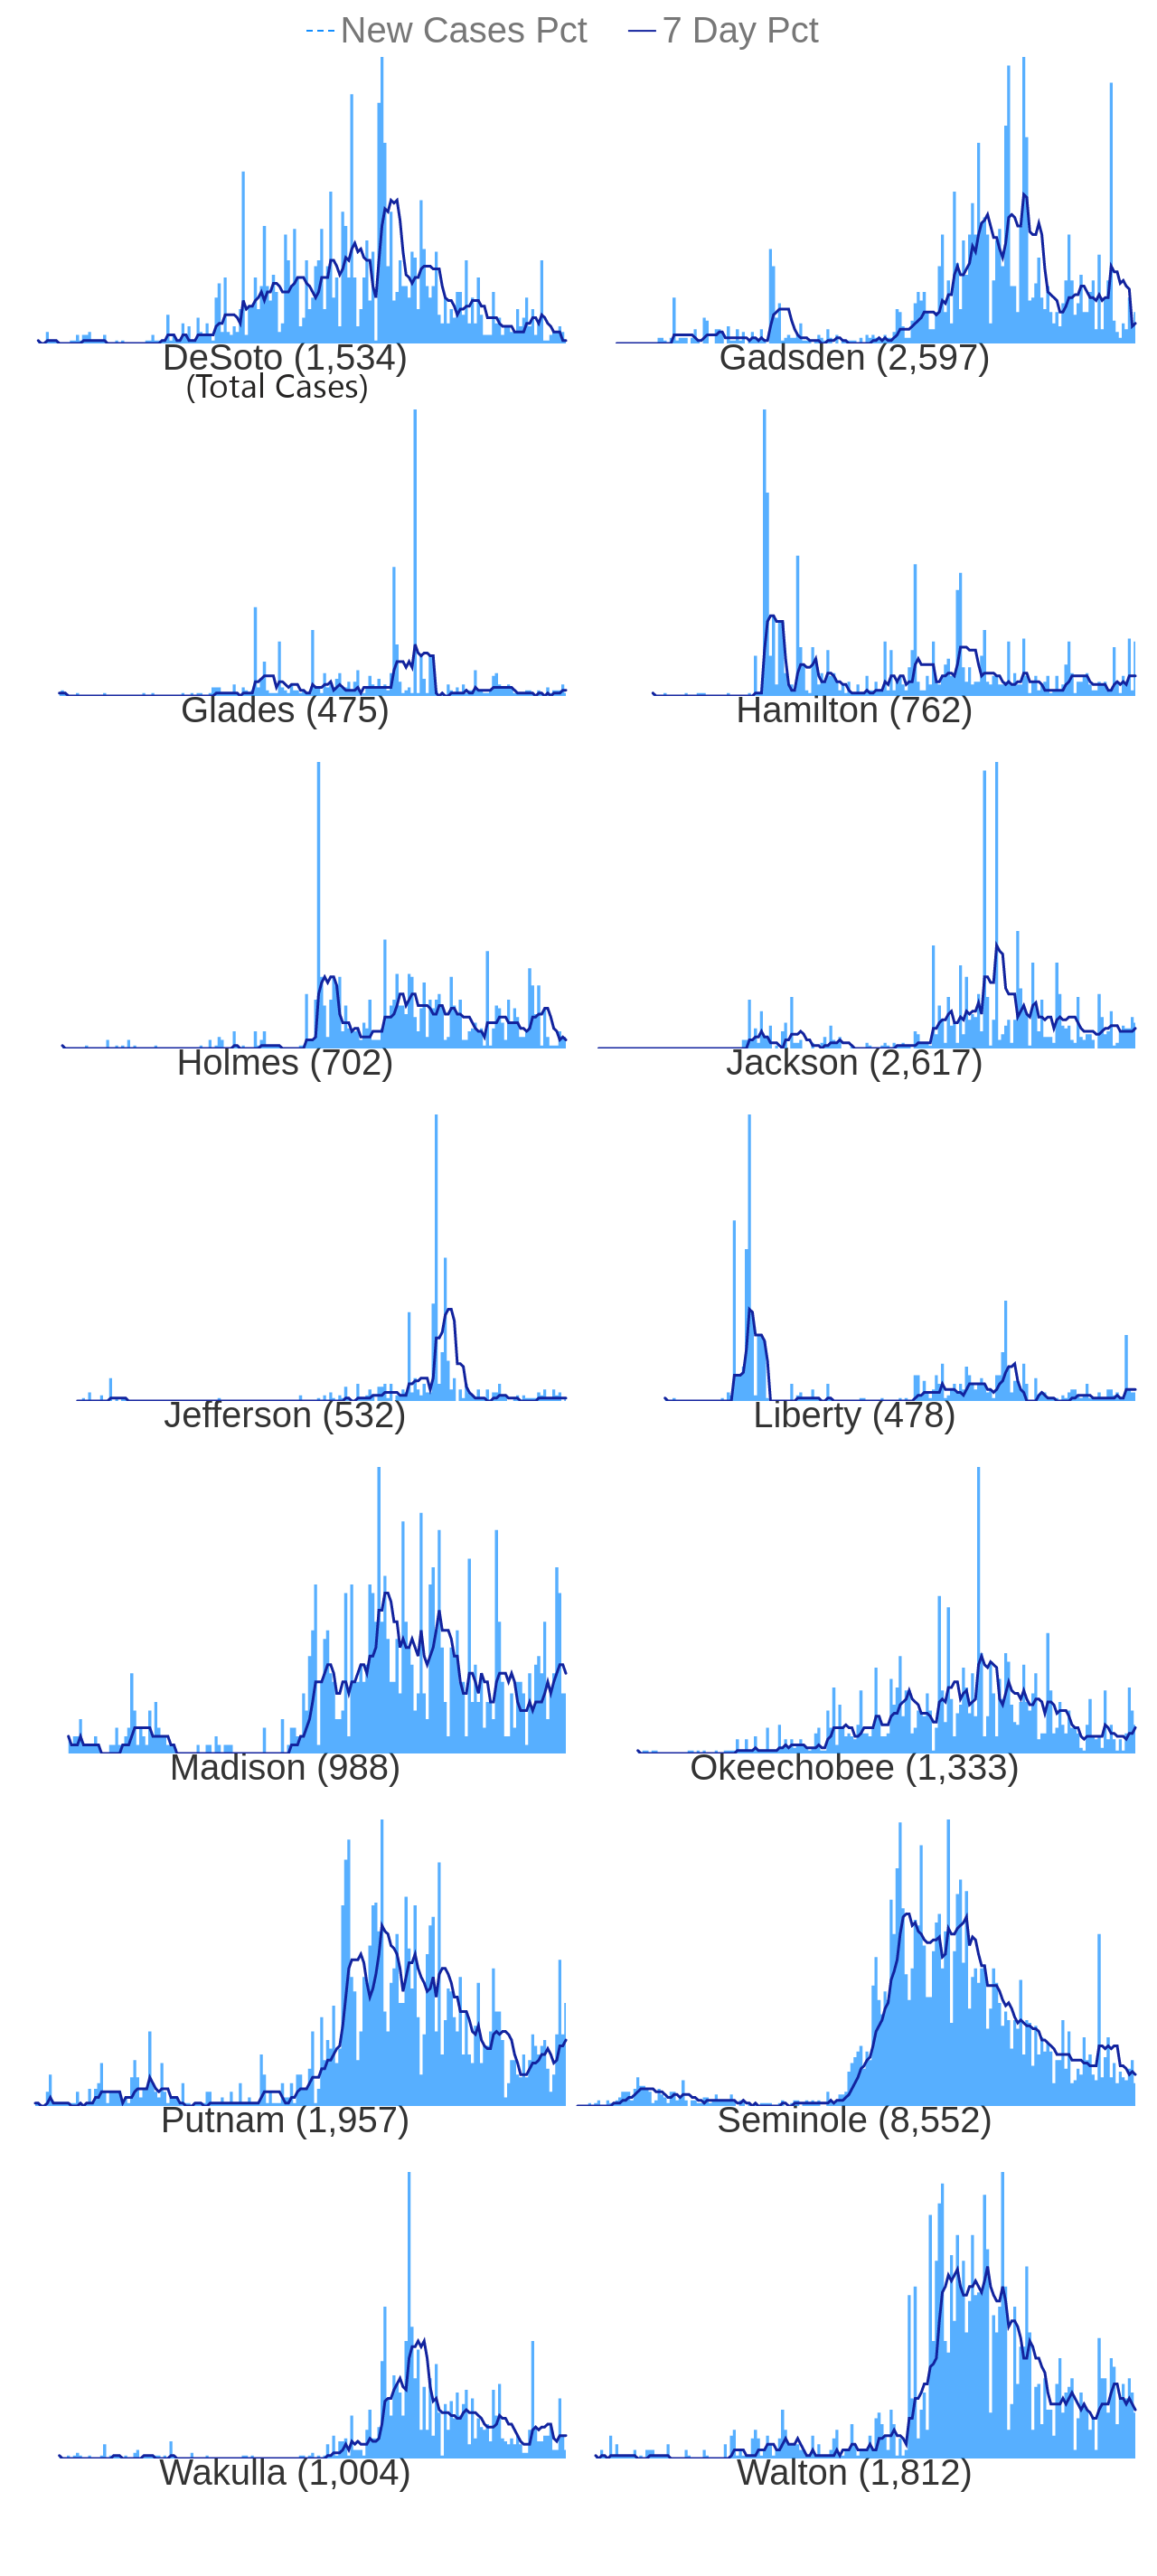 New Cases Pct 7 Day Pct
DeSoto (1,534) Gadsden (2,597)
(Total Cases)
Glades (475) Hamilton (762)
Holmes (702) Jackson (2,617)
Jefferson (532) Liberty (478)
Madison (988) Okeechobee (1,333)
Putnam (1,957) Seminole (8,552)
Wakulla (1,004) Walton (1,812)